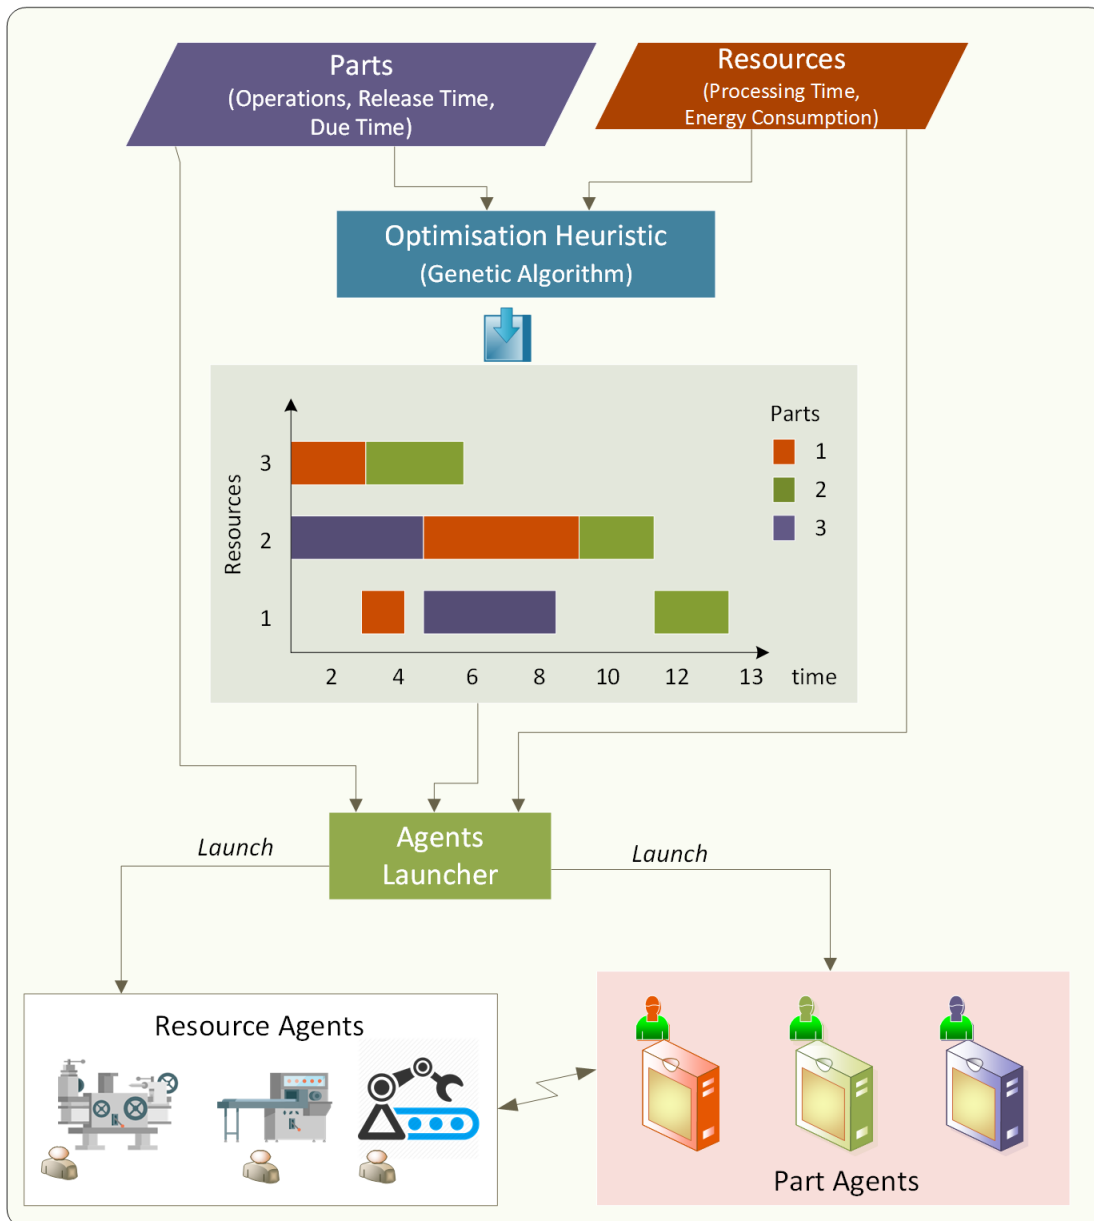 Parts
(Operations, Release Time,
Due Time)
Resources
(Processing Time,
Energy Consumption)
Optimisation Heuristic
(Genetic Algorithm)
Parts
1
2
3
Resources
3
2
1
2 4 6 8 10 12 13 time
Agents
Launcher
Launch
Launch
Resource Agents
Part Agents